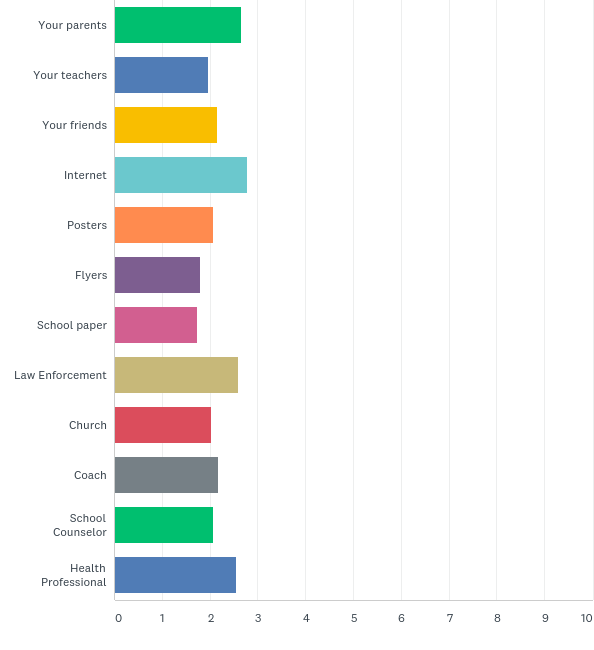 Your parents
Your teachers
Your friends
Internet
Posters
Flyers
School paper
Law Enforcement
Church
Coach
School
Counselor
Health
Professional
0 1 2 3 4 5 6 7 8 9 10